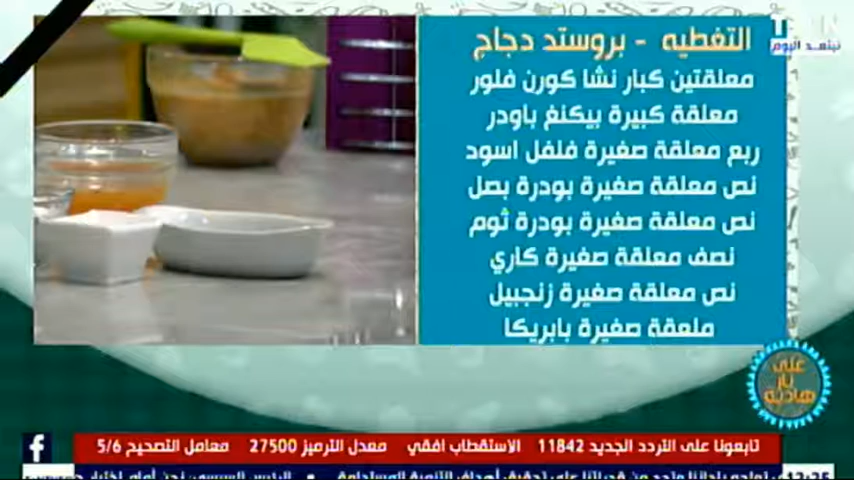 التغطيه - بروستد دجاج
معلقتين كبار نشا كورن فلور
معلقة كبيرة بيكنغ باودر
ربع معلقة صغيرة فلفل اسود
نص معلقة صغيرة بودرة بصل
نص معلقة صغيرة بودرة ثوم
نصف معلقة صغيرة كاري
نص معلقة صغيرة زنجبيل
ملعقة صغيرة بابريكا
نبتعد اليوم
على
نار
هادية
تابعونا على التردد الجديد 11842 الاستقطاب افقي معدل الترميز 27500 معامل التصحيح 5/6